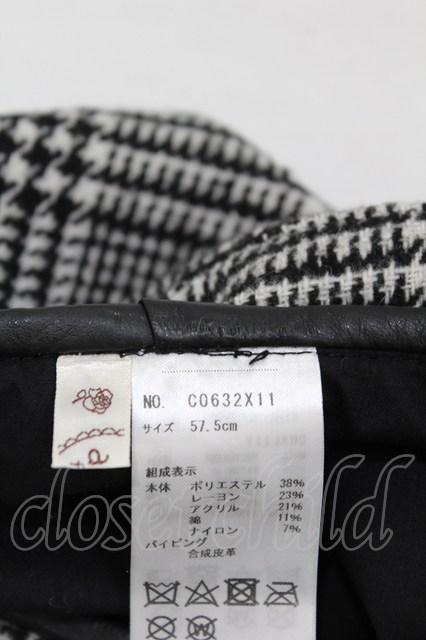 NO. C0632X11
サイズ 57.5cm
組成表示
本体 ポリエステル 38%
レーヨン 23%
アクリル 21%
綿 11%
ナイロン 7%
パイピング
合成皮革
closet child